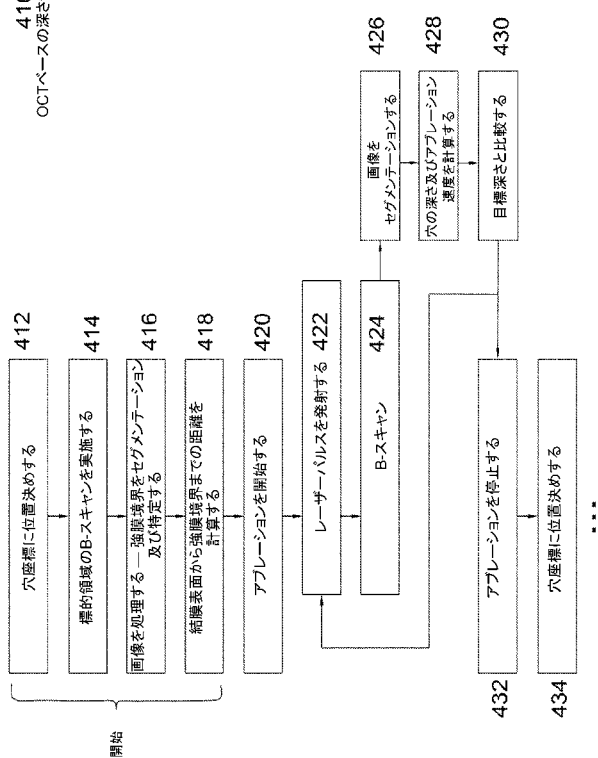 410
OCTベースの深さ
開始
穴座標に位置決めする
412
標的領域のB-スキャンを実施する
414
画像を処理する — 強膜境界をセグメンテーション
及び特定する
416
結膜表面から強膜境界までの距離を
計算する
418
アブレーションを開始する
420
レーザーパルスを発射する
422
B-スキャン
424
画像を
セグメンテーションする
426
穴の深さ及びアブレーション
速度を計算する
428
目標深さと比較する
430
アブレーションを停止する
432
穴座標に位置決めする
434